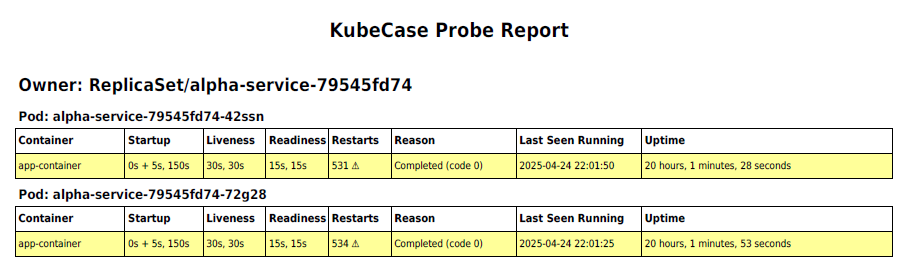 KubeCase Probe Report
Owner: ReplicaSet/alpha-service-79545fd74
Pod: alpha-service-79545fd74-42ssn
Container Startup Liveness Readiness Restarts Reason Last Seen Running Uptime
app-container 0s + 5s, 150s 30s, 30s 15s, 15s 531 ⚠ Completed (code 0) 2025-04-24 22:01:50 20 hours, 1 minutes, 28 seconds
Pod: alpha-service-79545fd74-72g28
Container Startup Liveness Readiness Restarts Reason Last Seen Running Uptime
app-container 0s + 5s, 150s 30s, 30s 15s, 15s 534 ⚠ Completed (code 0) 2025-04-24 22:01:25 20 hours, 1 minutes, 53 seconds